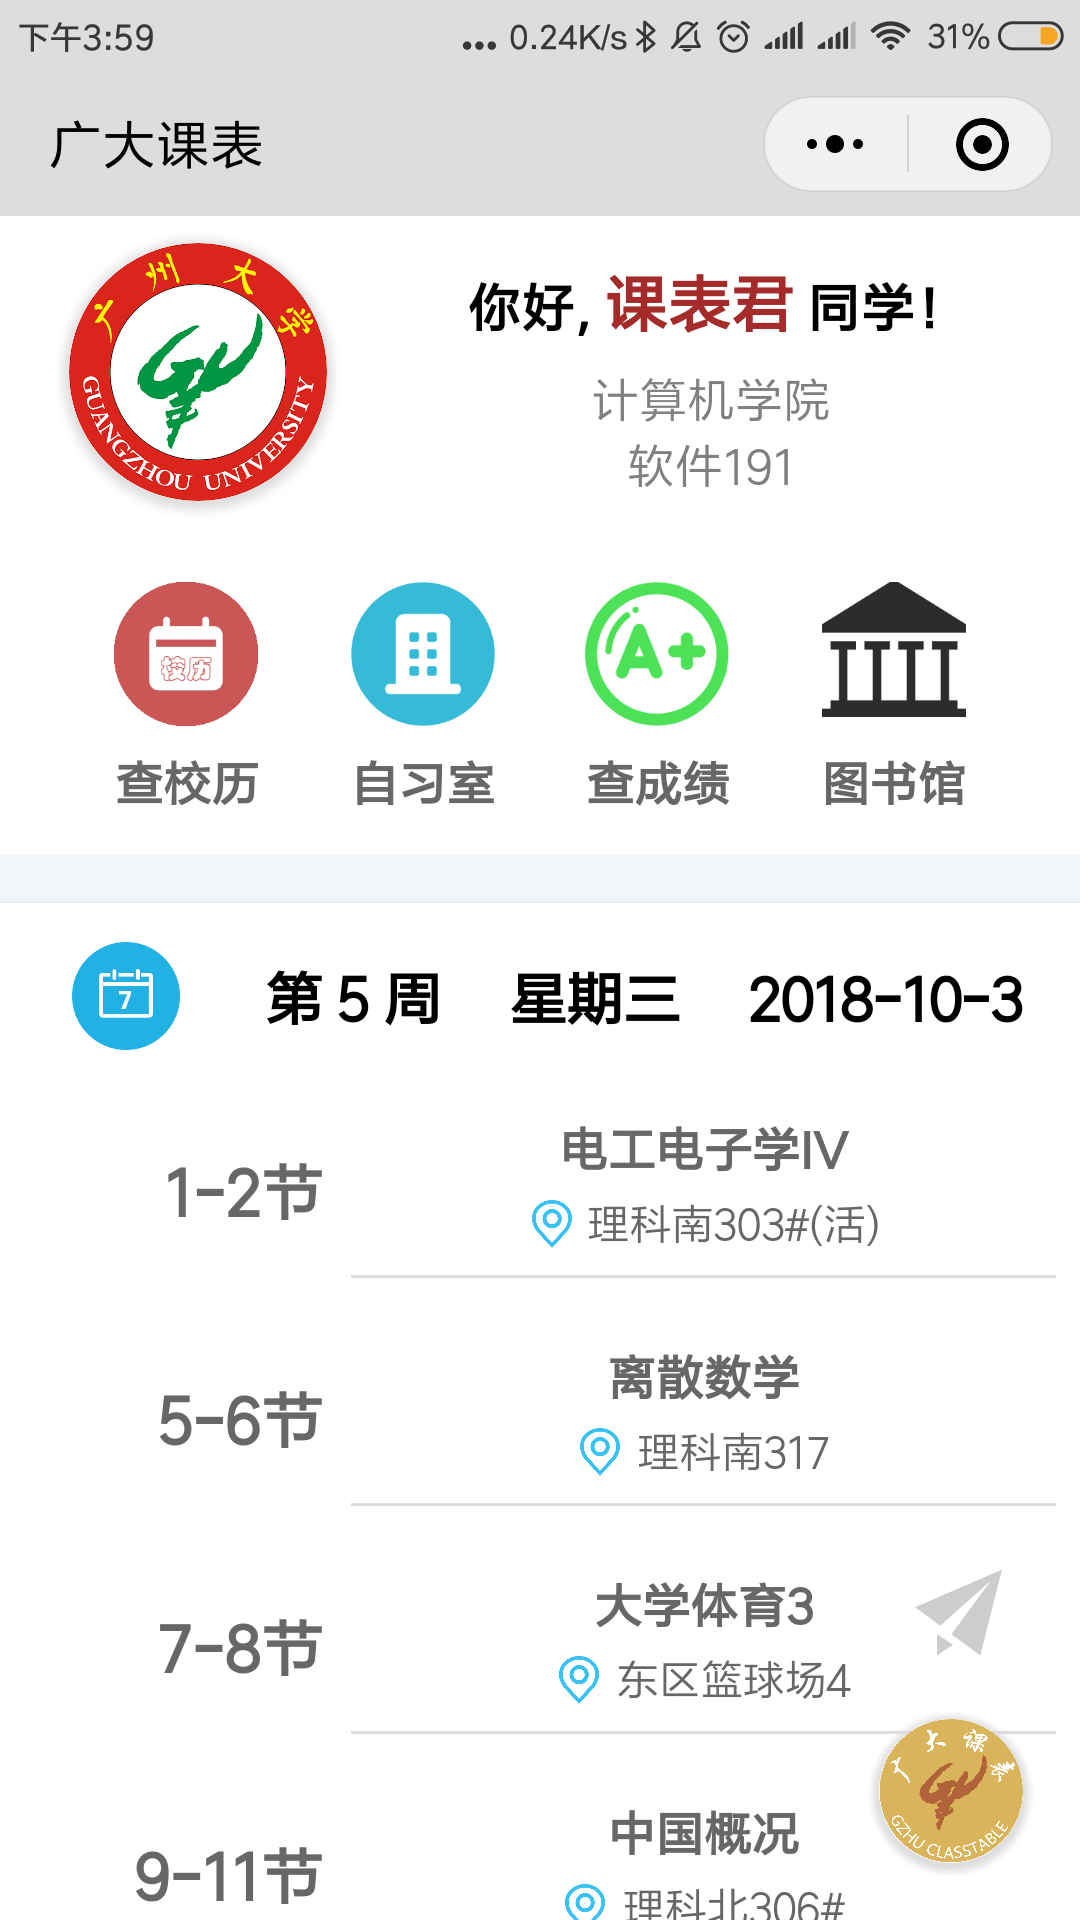 下午3:59
... 0.24K/s 31%
广大课表
广州大学
GUANGZHOU UNIVERSITY
你好, 课表君 同学!
计算机学院
软件191
校历
A+
查校历 自习室 查成绩 图书馆
7
第 5 周 星期三 2018-10-3
电工电子学IV
1-2节
理科南303#(活)
离散数学
5-6节
理科南317
大学体育3
7-8节
东区篮球场4
广大课表
GZHU CLASSTABLE
中国概况
9-11节
理科北306#